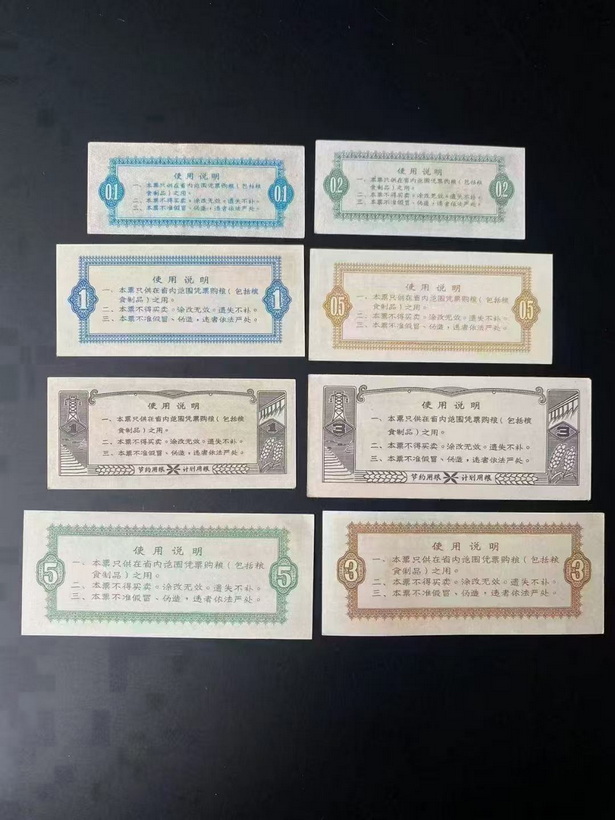 使用说明
0.1 一、本票只供在省内范围凭票购粮（包括粮 0.1
食制品）之用。
二、本票不得买卖。涂改无效。遗失不补。
三、本票不准假冒、伪造，违者依法严处。
使用说明
0.2 一、本票只供在省内范围凭票购粮（包括粮 0.2
食制品）之用。
二、本票不得买卖。涂改无效。遗失不补。
三、本票不准假冒、伪造，违者依法严处。
使用说明
一、本票只供在省内范围凭票购粮（包括粮
1 食制品）之用。 1
二、本票不得买卖。涂改无效。遗失不补。
三、本票不准假冒、伪造，违者依法严处。
使用说明
一、本票只供在省内范围凭票购粮（包括粮
0.5 食制品）之用。 0.5
二、本票不得买卖。涂改无效。遗失不补。
三、本票不准假冒、伪造，违者依法严处。
使用说明
一、本票只供在省内范围凭票购粮（包括粮
1 食制品）之用。 1
二、本票不得买卖。涂改无效。遗失不补。
三、本票不准假冒、伪造，违者依法严处。
节约用粮 计划用粮
使用说明
一、本票只供在省内范围凭票购粮（包括粮
3 食制品）之用。 3
二、本票不得买卖。涂改无效。遗失不补。
三、本票不准假冒、伪造，违者依法严处。
节约用粮 计划用粮
使用说明
一、本票只供在省内范围凭票购粮（包括粮
5 食制品）之用。 5
二、本票不得买卖。涂改无效。遗失不补。
三、本票不准假冒、伪造，违者依法严处。
使用说明
一、本票只供在省内范围凭票购粮（包括粮
3 食制品）之用。 3
二、本票不得买卖。涂改无效。遗失不补。
三、本票不准假冒、伪造，违者依法严处。